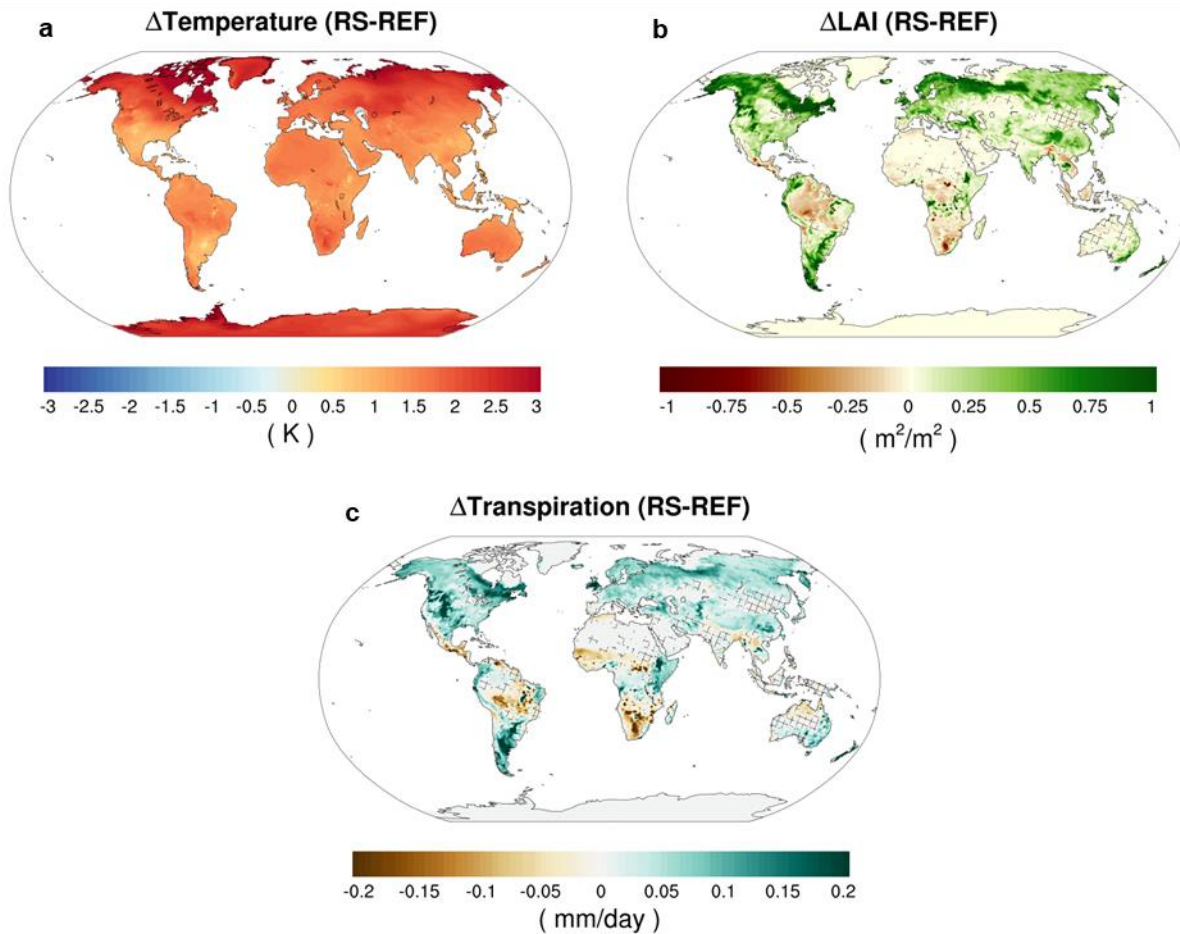 a
ΔTemperature (RS-REF)
-3 -2.5 -2 -1.5 -1 -0.5 0 0.5 1 1.5 2 2.5 3
( K )
b
ΔLAI (RS-REF)
-1 -0.75 -0.5 -0.25 0 0.25 0.5 0.75 1
( m²/m² )
c
ΔTranspiration (RS-REF)
-0.2 -0.15 -0.1 -0.05 0 0.05 0.1 0.15 0.2
( mm/day )